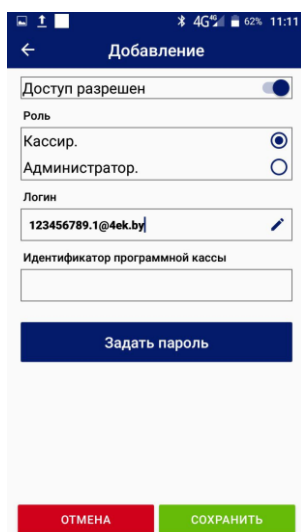 4G 62% 11:11
Добавление
Доступ разрешен
Роль
Кассир.
Администратор.
Логин
123456789.1@4ek.by
Идентификатор программной кассы
Задать пароль
ОТМЕНА СОХРАНИТЬ